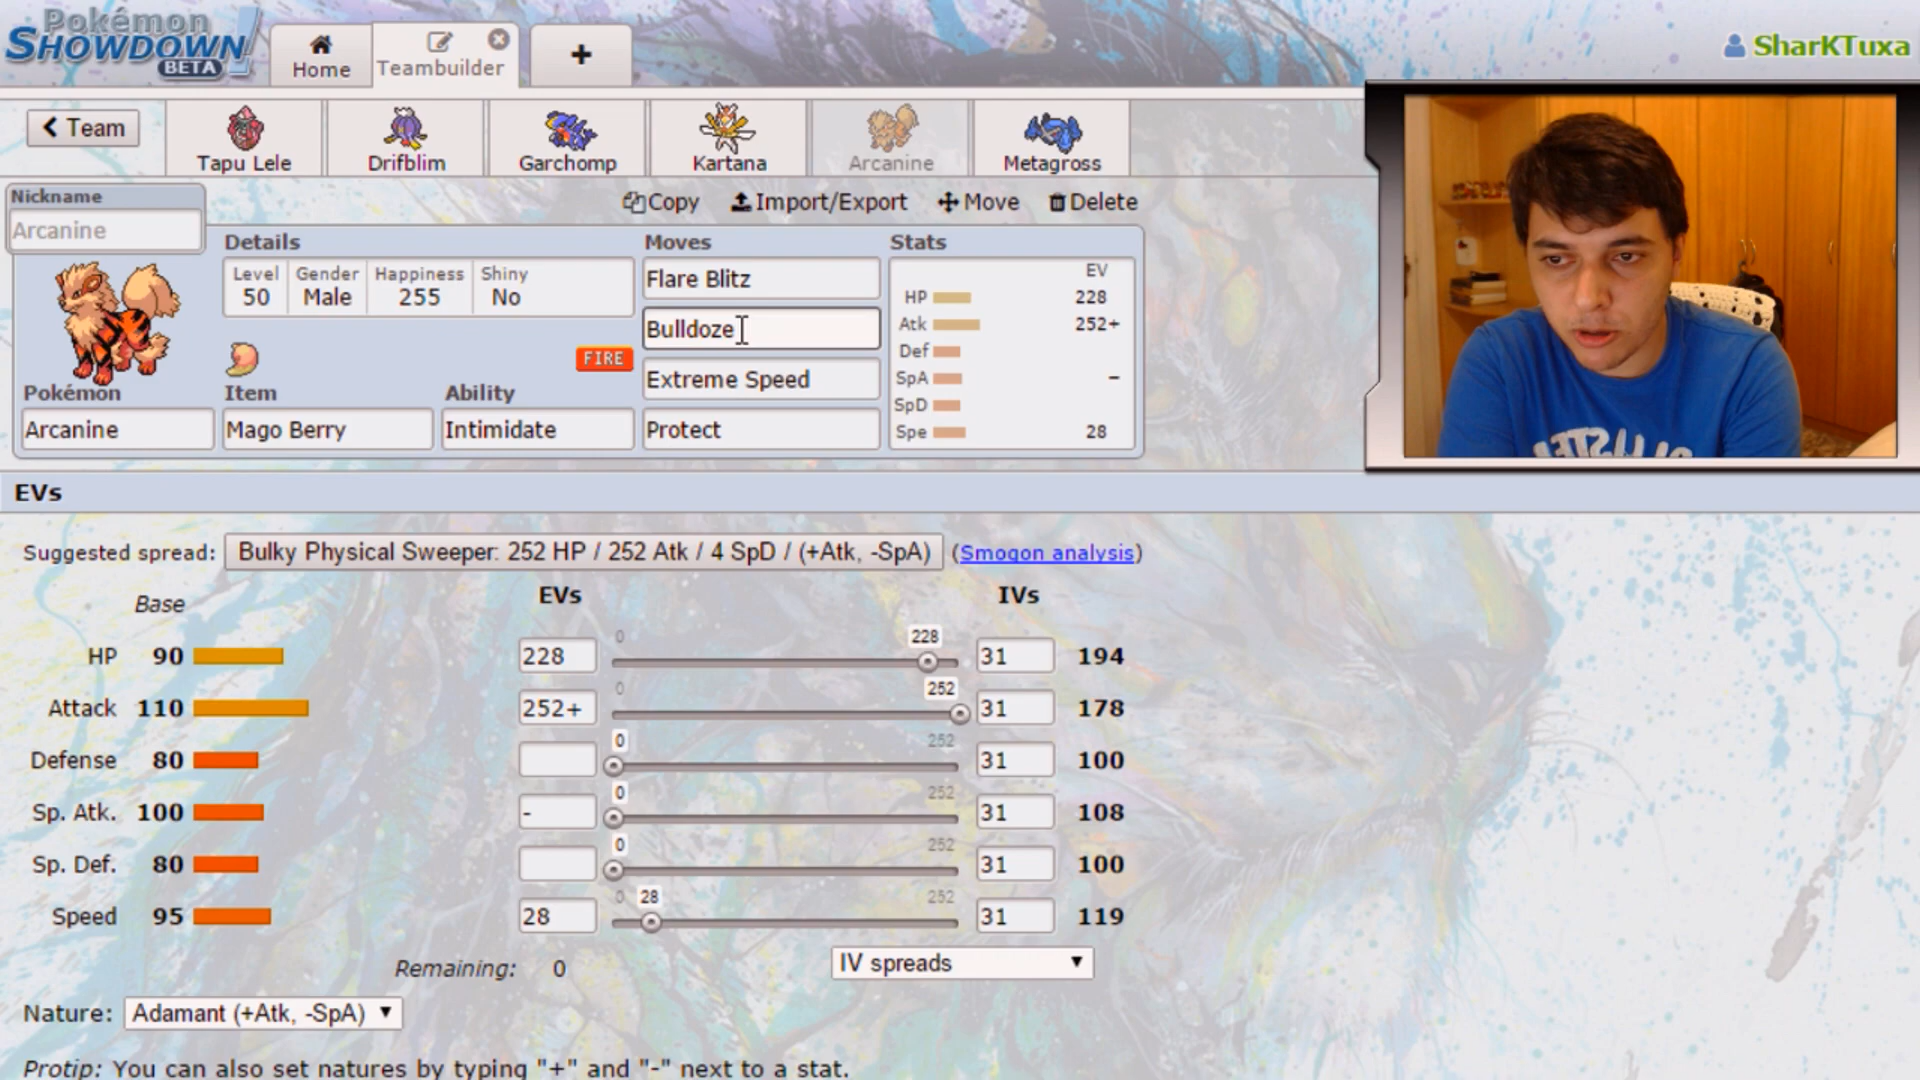 Pokémon
SHOWDOWN!
BETA
Home
Teambuilder
+
SharKTuxa
Team
Tapu Lele
Drifblim
Garchomp
Kartana
Arcanine
Metagross
Nickname
Arcanine
Copy
Import/Export
Move
Delete
Details
Level
50
Gender
Male
Happiness
255
Shiny
No
FIRE
Pokémon
Arcanine
Item
Mago Berry
Ability
Intimidate
Moves
Flare Blitz
Bulldoze
Extreme Speed
Protect
Stats
EV
HP 228
Atk 252+
Def
SpA −
SpD
Spe 28
EVs
Suggested spread: Bulky Physical Sweeper: 252 HP / 252 Atk / 4 SpD / (+Atk, -SpA) (Smogon analysis)
Base EVs IVs
0 228
HP 90 228 31 194
0 252
Attack 110 252+ 31 178
0 252
Defense 80 31 100
0 252
Sp. Atk. 100 - 31 108
0 252
Sp. Def. 80 31 100
0 28 252
Speed 95 28 31 119
Remaining: 0 IV spreads
Nature: Adamant (+Atk, -SpA)
Protip: You can also set natures by typing "+" and "-" next to a stat.